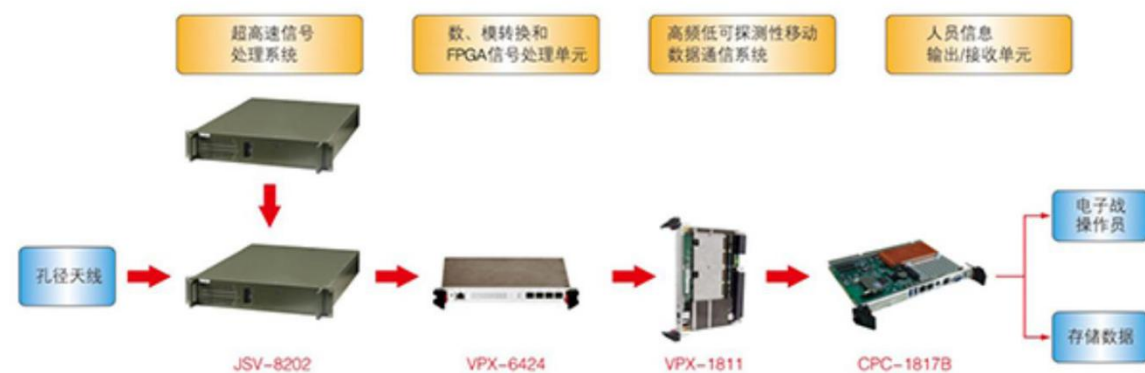 超高速信号
处理系统
数、模转换和
FPGA信号处理单元
高频低可探测性移动
数据通信系统
人员信息
输出/接收单元
孔径天线
电子战
操作员
存储数据
JSV-8202
VPX-6424
VPX-1811
CPC-1817B